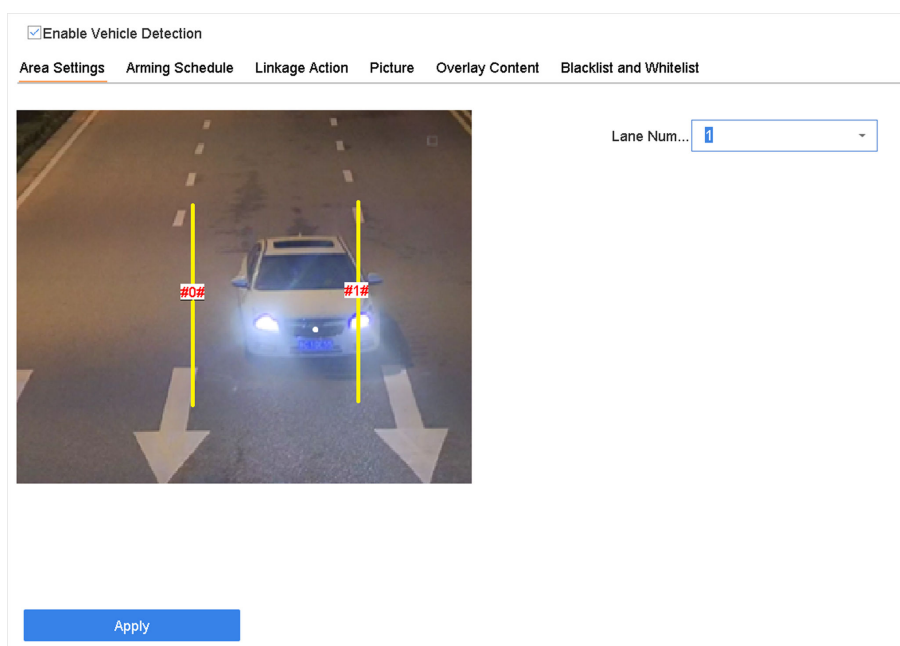 Enable Vehicle Detection
Area Settings Arming Schedule Linkage Action Picture Overlay Content Blacklist and Whitelist
Lane Num... 1
#0# #1#
Apply